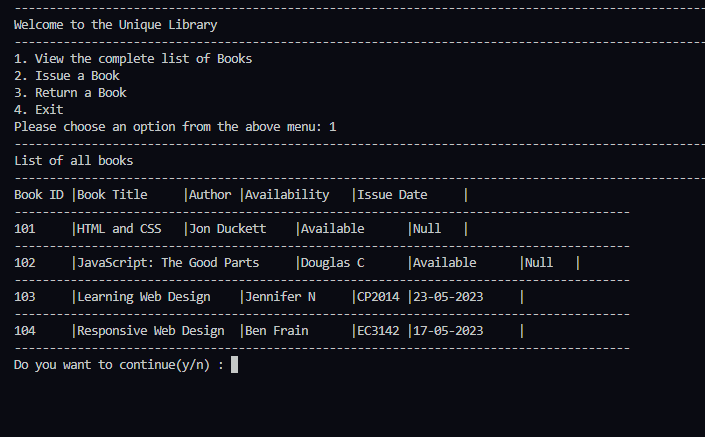 Welcome to the Unique Library
1. View the complete list of Books
2. Issue a Book
3. Return a Book
4. Exit
Please choose an option from the above menu: 1
List of all books
Book ID |Book Title |Author |Availability |Issue Date |
101 |HTML and CSS |Jon Duckett |Available |Null |
102 |JavaScript: The Good Parts |Douglas C |Available |Null |
103 |Learning Web Design |Jennifer N |CP2014 |23-05-2023 |
104 |Responsive Web Design |Ben Frain |EC3142 |17-05-2023 |
Do you want to continue(y/n) :